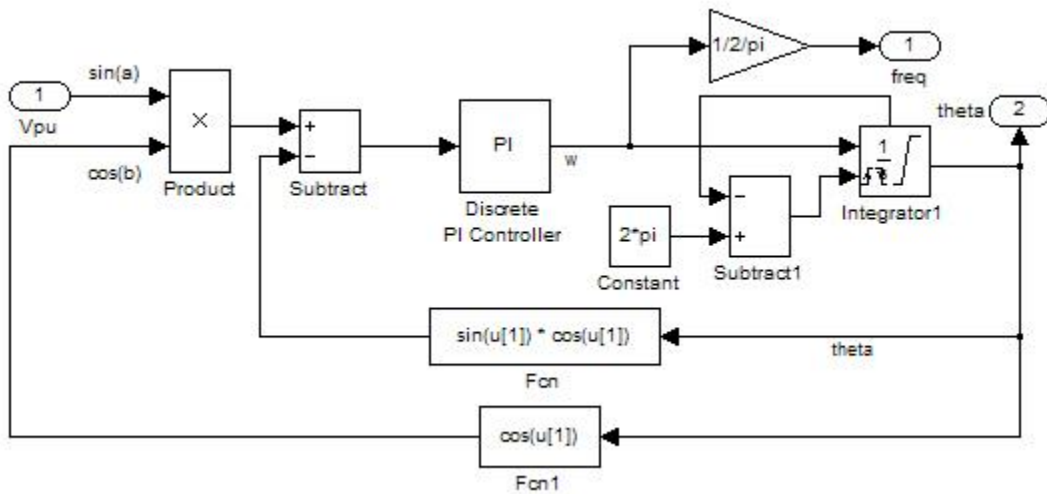 1/2/pi
1
freq
sin(a)
1
Vpu
cos(b)
×
Product
+
−
Subtract
PI
Discrete
PI Controller
w
theta
2
1
Integrator1
−
+
Subtract1
2*pi
Constant
sin(u[1]) * cos(u[1])
Fcn
theta
cos(u[1])
Fcn1